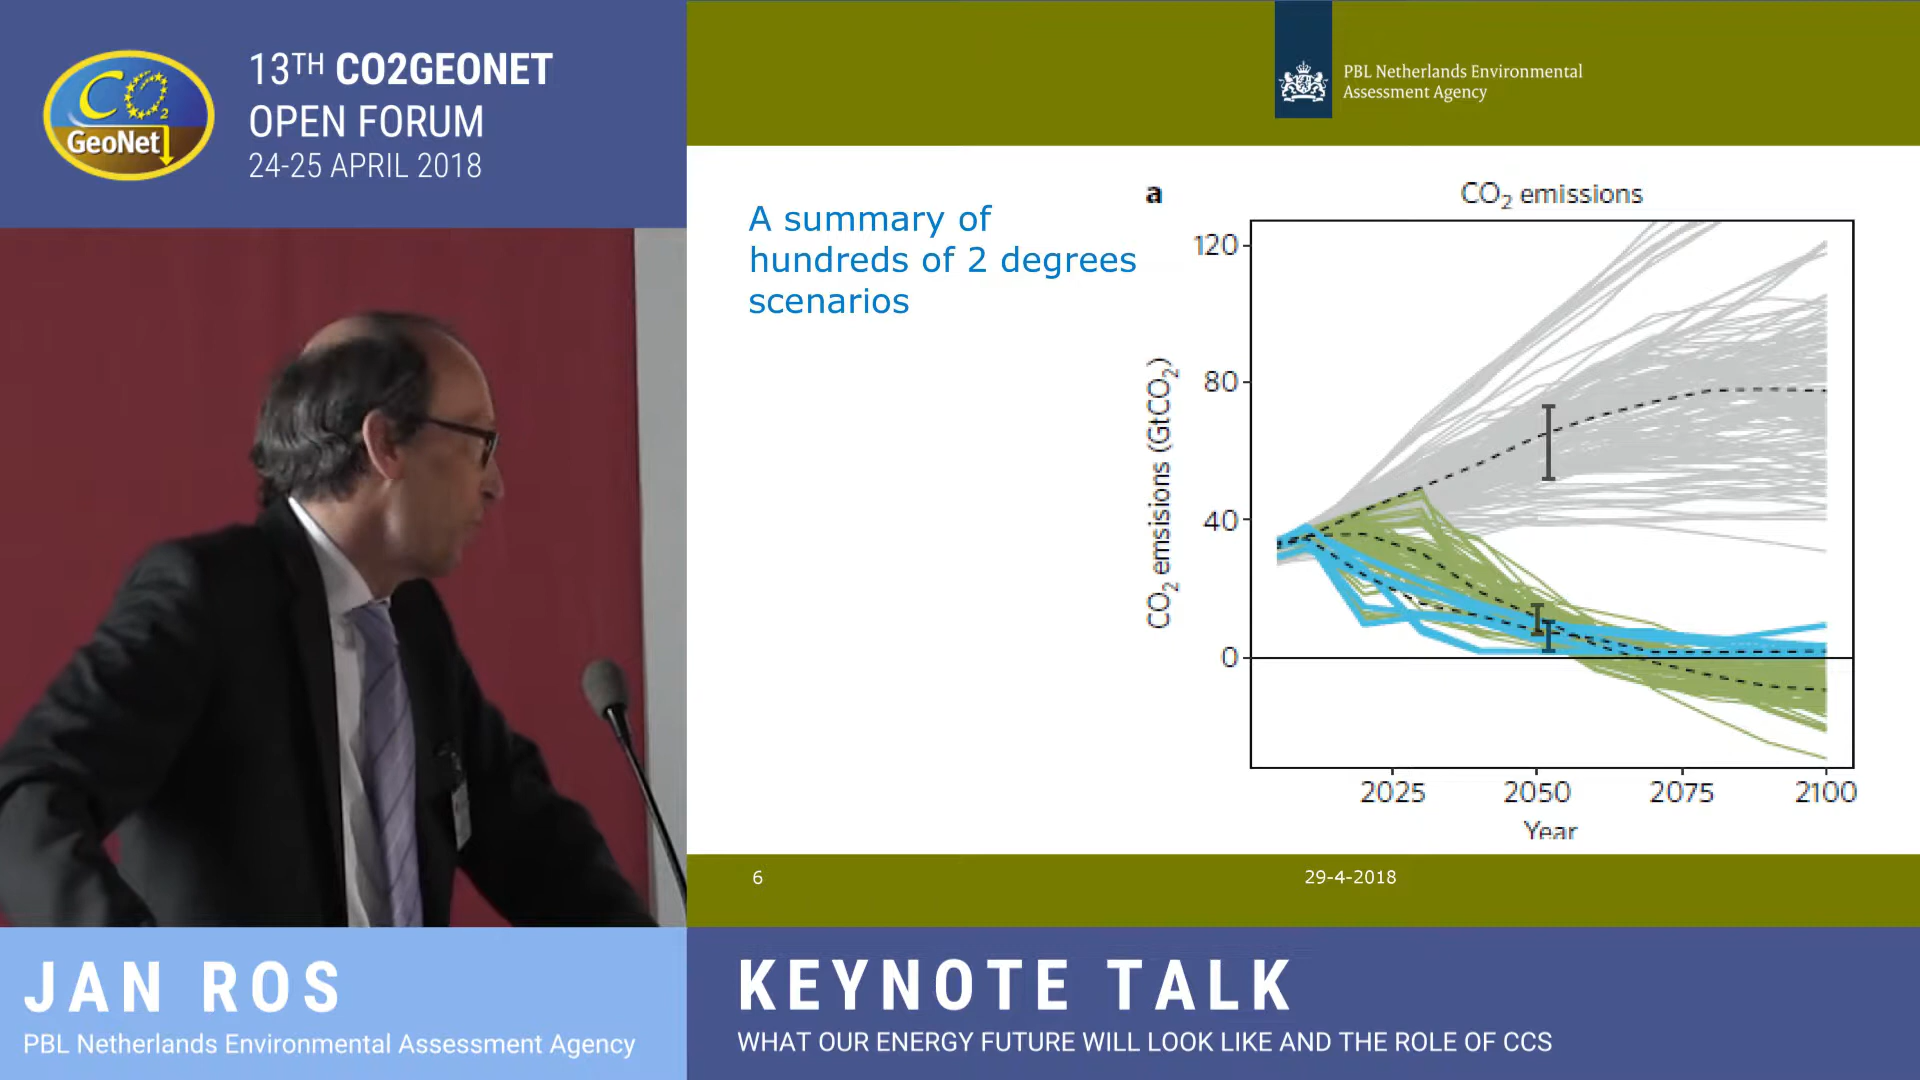 CO2
GeoNet
13TH CO2GEONET
OPEN FORUM
24-25 APRIL 2018
PBL Netherlands Environmental
Assessment Agency
A summary of
hundreds of 2 degrees
scenarios
a
CO₂ emissions
CO₂ emisions (GtCO₂)
120
80
40
0
2025 2050 2075 2100
Year
6
29-4-2018
JAN ROS
PBL Netherlands Environmental Assessment Agency
KEYNOTE TALK
WHAT OUR ENERGY FUTURE WILL LOOK LIKE AND THE ROLE OF CCS